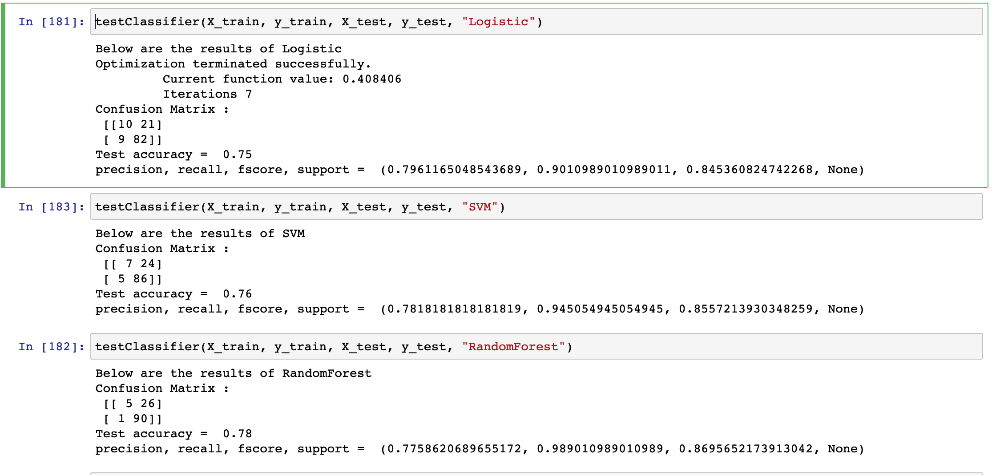 In [181]: testClassifier(X_train, y_train, X_test, y_test, "Logistic")
Below are the results of Logistic
Optimization terminated successfully.
         Current function value: 0.408406
         Iterations 7
Confusion Matrix :
 [[10 21]
 [ 9 82]]
Test accuracy =  0.75
precision, recall, fscore, support =  (0.7961165048543689, 0.9010989010989011, 0.845360824742268, None)
In [183]: testClassifier(X_train, y_train, X_test, y_test, "SVM")
Below are the results of SVM
Confusion Matrix :
 [[ 7 24]
 [ 5 86]]
Test accuracy =  0.76
precision, recall, fscore, support =  (0.7818181818181819, 0.945054945054945, 0.8557213930348259, None)
In [182]: testClassifier(X_train, y_train, X_test, y_test, "RandomForest")
Below are the results of RandomForest
Confusion Matrix :
 [[ 5 26]
 [ 1 90]]
Test accuracy =  0.78
precision, recall, fscore, support =  (0.7758620689655172, 0.989010989010989, 0.8695652173913042, None)